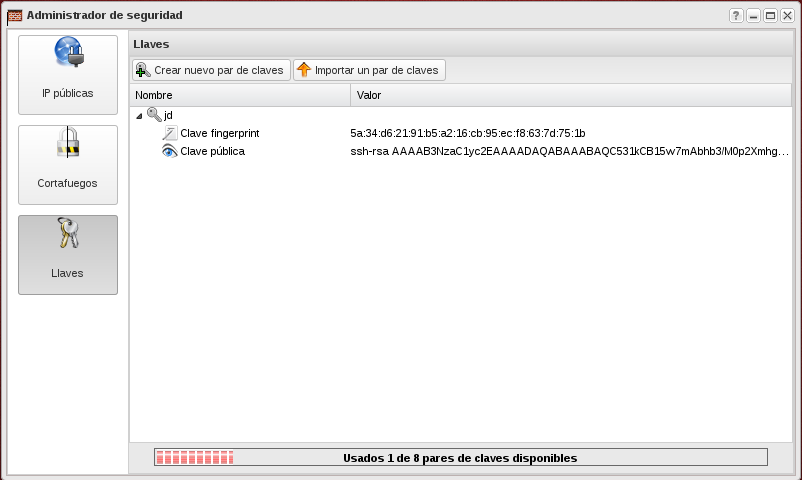 Administrador de seguridad
?
Llaves
IP públicas
Cortafuegos
Llaves
Crear nuevo par de claves
Importar un par de claves
Nombre Valor
jd
Clave fingerprint 5a:34:d6:21:91:b5:a2:16:cb:95:ec:f8:63:7d:75:1b
Clave pública ssh-rsa AAAAB3NzaC1yc2EAAAADAQABAAABAQC531kCB15w7mAbhb3/M0p2Xmhg...
Usados 1 de 8 pares de claves disponibles